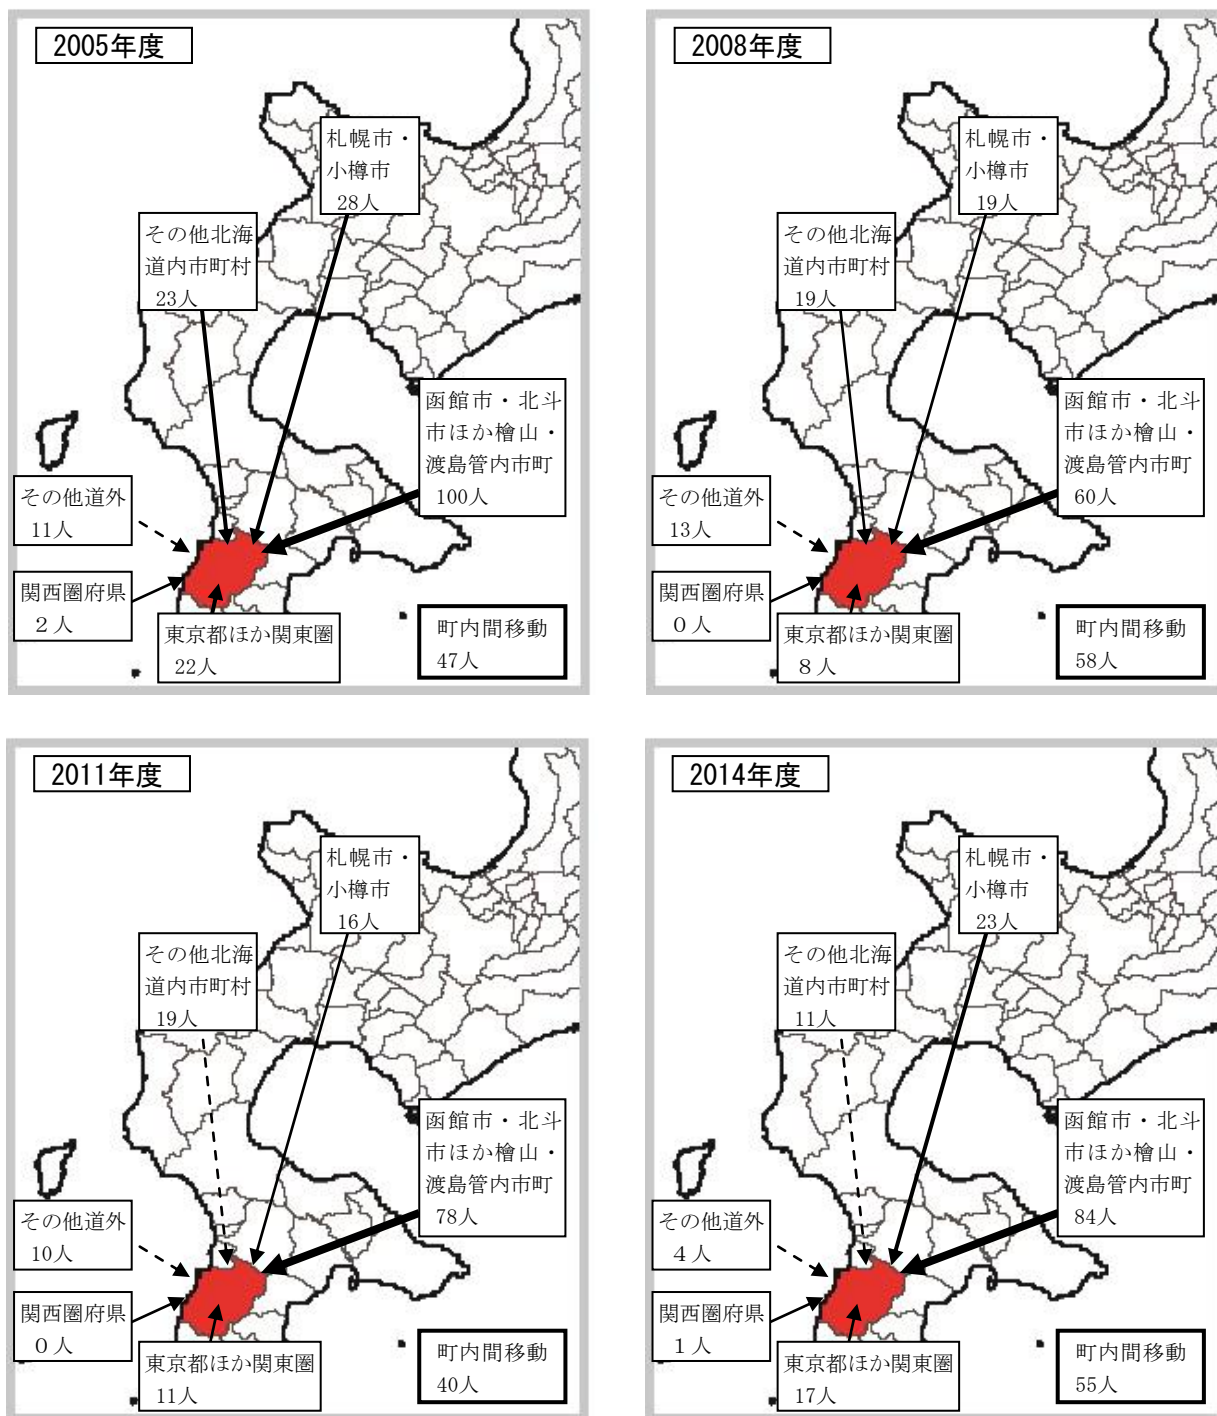 2005年度
札幌市・
小樽市
28人
その他北海
道内市町村
23人
函館市・北斗
市ほか檜山・
渡島管内市町
100人
その他道外
11人
関西圏府県
２人
東京都ほか関東圏
22人
町内間移動
47人
2008年度
札幌市・
小樽市
19人
その他北海
道内市町村
19人
函館市・北斗
市ほか檜山・
渡島管内市町
60人
その他道外
13人
関西圏府県
０人
東京都ほか関東圏
８人
町内間移動
58人
2011年度
札幌市・
小樽市
16人
その他北海
道内市町村
19人
函館市・北斗
市ほか檜山・
渡島管内市町
78人
その他道外
10人
関西圏府県
０人
東京都ほか関東圏
11人
町内間移動
40人
2014年度
札幌市・
小樽市
23人
その他北海
道内市町村
11人
函館市・北斗
市ほか檜山・
渡島管内市町
84人
その他道外
４人
関西圏府県
１人
東京都ほか関東圏
17人
町内間移動
55人